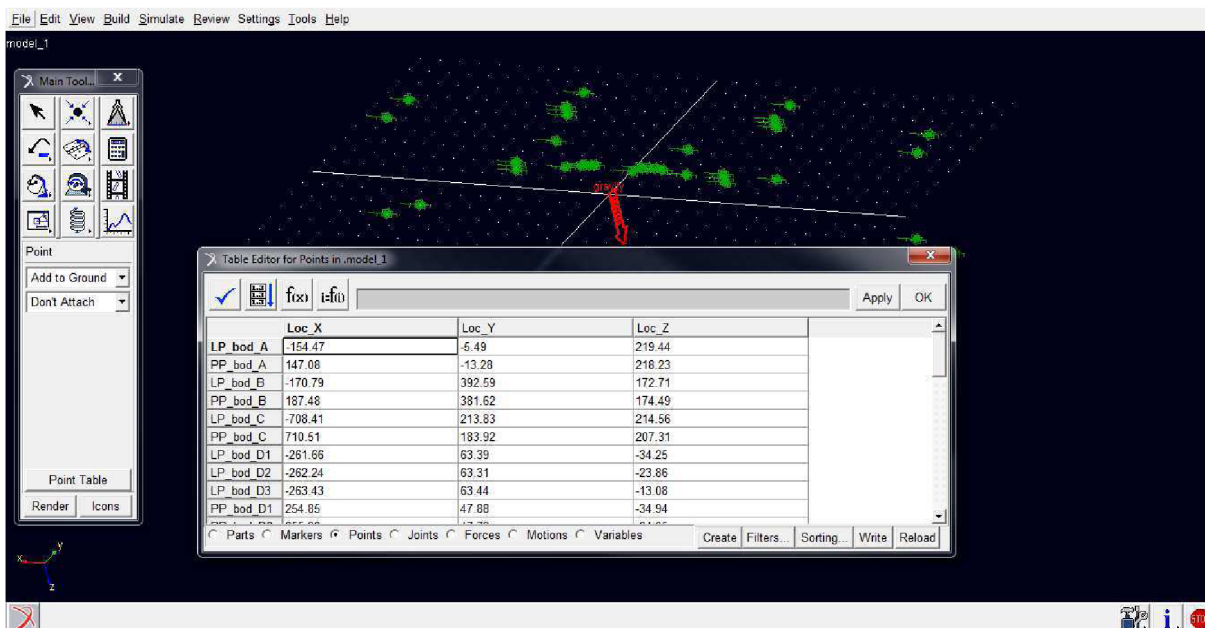 File Edit View Build Simulate Review Settings Tools Help
model_1
Main Tool... X
Point
Add to Ground
Don't Attach
Point Table
Render Icons
gravity
Table Editor for Points in .model_1
f(x) i=f(i) Apply OK
Loc_X Loc_Y Loc_Z
LP_bod_A -154.47 -5.49 219.44
PP_bod_A 147.08 -13.28 218.23
LP_bod_B -170.79 392.59 172.71
PP_bod_B 187.48 381.62 174.49
LP_bod_C -708.41 213.83 214.56
PP_bod_C 710.51 183.92 207.31
LP_bod_D1 -261.66 63.39 -34.25
LP_bod_D2 -262.24 63.31 -23.86
LP_bod_D3 -263.43 63.44 -13.08
PP_bod_D1 254.85 47.88 -34.94
Parts Markers Points Joints Forces Motions Variables Create Filters... Sorting... Write Reload
y
x
z
i STOP